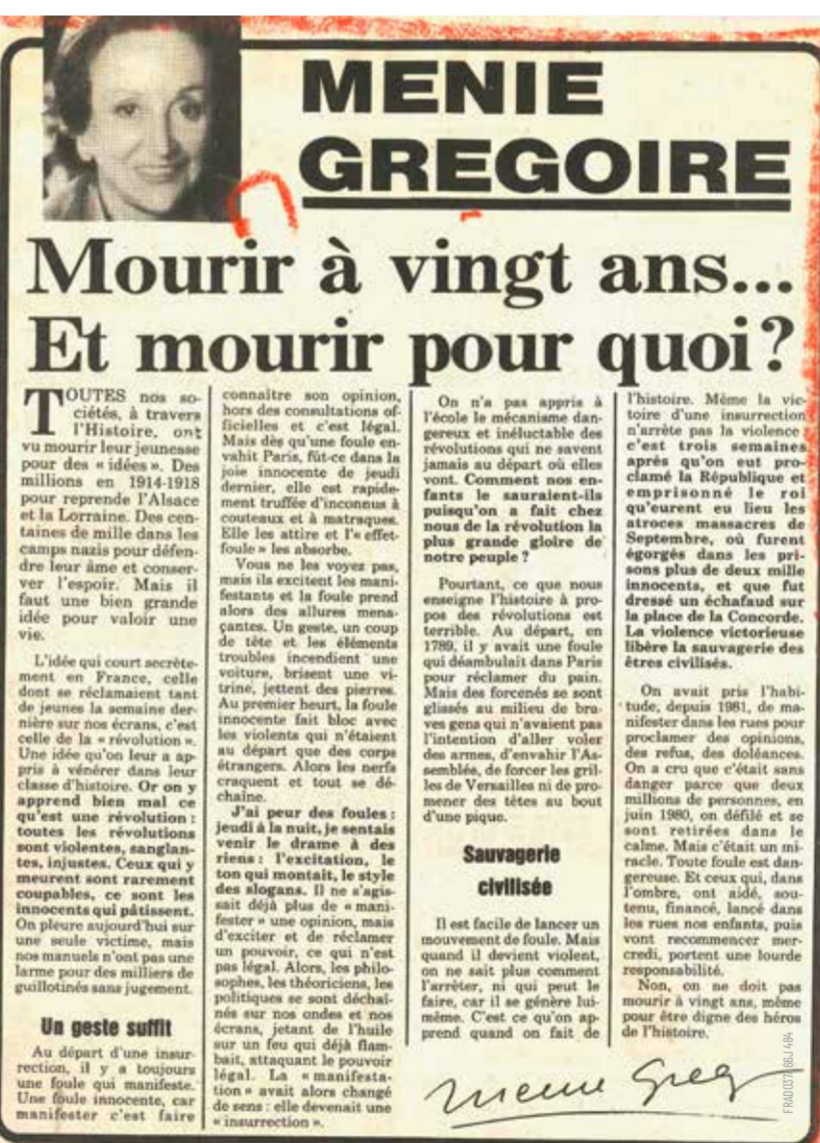 MENIE
GREGOIRE
Mourir à vingt ans...
Et mourir pour quoi?
TOUTES nos so-
ciétés, à travers
l'Histoire, ont
vu mourir leur jeunesse
pour des « idées ». Des
millions en 1914-1918
pour reprende l'Alsace
et la Lorraine. Des cen-
taines de mille dans les
camps nazis pour défen-
dre leur âme et conser-
ver l'espoir. Mais il
faut une bien grande
idée pour valoir une
vie.
L'idée qui court secrète-
ment en France, celle
dont se réclamaient tant
de jeunes la semaine der-
nière sur nos écrans, c'est
celle de la « révolution ».
Une idée qu'on leur a ap-
pris à vénérer dans leur
classe d'histoire. Or on y
apprend bien mal ce
qu'est une révolution :
toutes les révolutions
sont violentes, sanglan-
tes, injustes. Ceux qui y
meurent sont rarement
coupables, ce sont les
innocents qui pâtissent.
On pleure aujourd'hui sur
une seule victime, mais
nos manuels n'ont pas une
larme pour des milliers de
guillotinés sans jugement.
Un geste suffit
Au départ d'une insur-
rection, il y a toujours
une foule qui manifeste.
Une foule innocente, car
manifester c'est faire
connaître son opinion,
hors des consultations of-
ficielles et c'est légal.
Mais dès qu'une foule en-
vahit Paris, fût-ce dans la
joie innocente de jeudi
dernier, elle est rapide-
ment truffée d'inconnus à
couteaux et à matraques.
Elle les attire et l'« effet-
foule » les absorbe.
Vous ne les voyez pas,
mais ils excitent les mani-
festants et la foule prend
alors des allures mena-
çantes. Un geste, un coup
de tête et les éléments
troubles incendient une
voiture, brisent une vi-
trine, jettent des pierres.
Au premier heurt, la foule
innocente fait bloc avec
les violents qui n'étaient
au départ que des corps
étrangers. Alors les nerfs
craquent et tout se dé-
chaîne.
J'ai peur des foules ;
jeudi à la nuit, je sentais
venir le drame à des
riens : l'excitation, le
ton qui montait, le style
des slogans. Il ne s'agis-
sait déjà plus de « mani-
fester » une opinion, mais
d'exciter et de réclamer
un pouvoir, ce qui n'est
pas légal. Alors, les philo-
sophes, les théoriciens, les
politiques se sont déchaî-
nés sur nos ondes et nos
écrans, jetant de l'huile
sur un feu qui déjà flam-
bait, attaquant le pouvoir
légal. La « manifesta-
tion » avait alors changé
de sens : elle devenait une
« insurrection ».
On n'a pas appris à
l'école le mécanisme dan-
gereux et inéluctable des
révolutions qui ne savent
jamais au départ où elles
vont. Comment nos en-
fants le sauraient-ils
puisqu'on a fait chez
nous de la révolution la
plus grande gloire de
notre peuple ?
Pourtant, ce que nous
enseigne l'histoire à pro-
pos des révolutions est
terrible. Au départ, en
1789, il y avait une foule
qui déambulait dans Paris
pour réclamer du pain.
Mais des forcenés se sont
glissés au milieu de bra-
ves gens qui n'avaient pas
l'intention d'aller voler
des armes, d'envahir l'As-
semblée, de forcer les gril-
les de Versailles ni de pro-
mener des têtes au bout
d'une pique.
Sauvagerie
civilisée
Il est facile de lancer un
mouvement de foule. Mais
quand il devient violent,
on ne sait plus comment
l'arrêter, ni qui peut le
faire, car il se génère lui-
même. C'est ce qu'on ap-
prend quand on fait de
l'histoire. Même la vic-
toire d'une insurrection
n'arrête pas la violence :
c'est trois semaines
après qu'on eut pro-
clamé la République et
emprisonné le roi
qu'eurent eu lieu les
atroces massacres de
Septembre, où furent
égorgés dans les pri-
sons plus de deux mille
innocents, et que fut
dressé un échafaud sur
la place de la Concorde.
La violence victorieuse
libère la sauvagerie des
êtres civilisés.
On avait pris l'habi-
tude, depuis 1981, de ma-
nifester dans les rues pour
proclamer des opinions,
des refus, des doléances.
On a cru que c'était sans
danger parce que deux
millions de personnes, en
juin 1980, on défilé et se
sont retirées dans le
calme. Mais c'était un mi-
racle. Toute foule est dan-
gereuse. Et ceux qui, dans
l'ombre, ont aidé, sou-
tenu, financé, lancé dans
les rues nos enfants, puis
vont recommencer mer-
credi, portent une lourde
responsabilité.
Non, on ne doit pas
mourir à vingt ans, même
pour être digne des héros
de l'histoire.
Menie Greg
FRAD037_66J 484